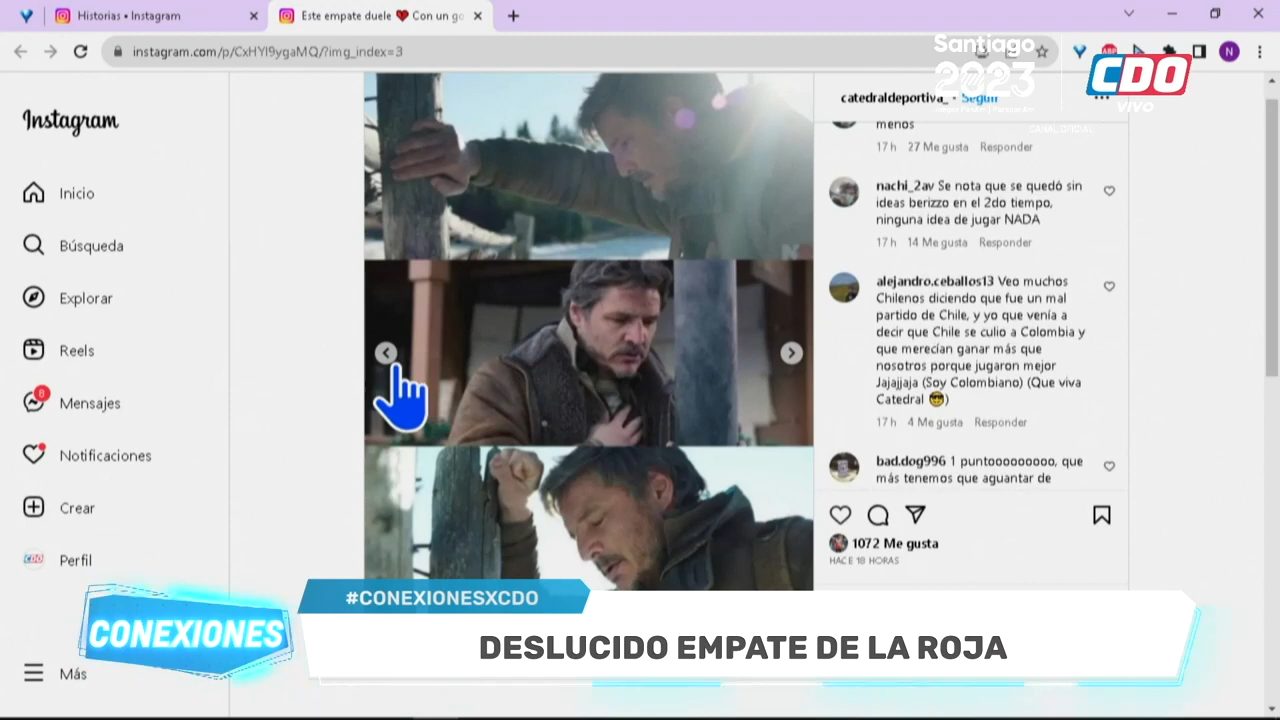 Historias • Instagram
Este empate duele 💔 Con un go
instagram.com/p/CxHYl9ygaMQ/?img_index=3
N
Santiago
2023
CDO
vivo
CANAL OFICIAL
Instagram
Inicio
Búsqueda
Explorar
Reels
8
Mensajes
Notificaciones
Crear
CDO
Perfil
Más
catedraldeportiva_ • Seguir
menos
17 h 27 Me gusta Responder
nachi_2av Se nota que se quedó sin
ideas berizzo en el 2do tiempo,
ninguna idea de jugar NADA
17 h 14 Me gusta Responder
alejandro.ceballos13 Veo muchos
Chilenos diciendo que fue un mal
partido de Chile, y yo que venía a
decir que Chile se culio a Colombia y
que merecían ganar más que
nosotros porque jugaron mejor
Jajajjaja (Soy Colombiano) (Que viva
Catedral 😎)
17 h 4 Me gusta Responder
bad.dog996 1 puntooooooooo, que
más tenemos que aguantar de
1072 Me gusta
HACE 18 HORAS
#CONEXIONESXCDO
CONEXIONES
DESLUCIDO EMPATE DE LA ROJA